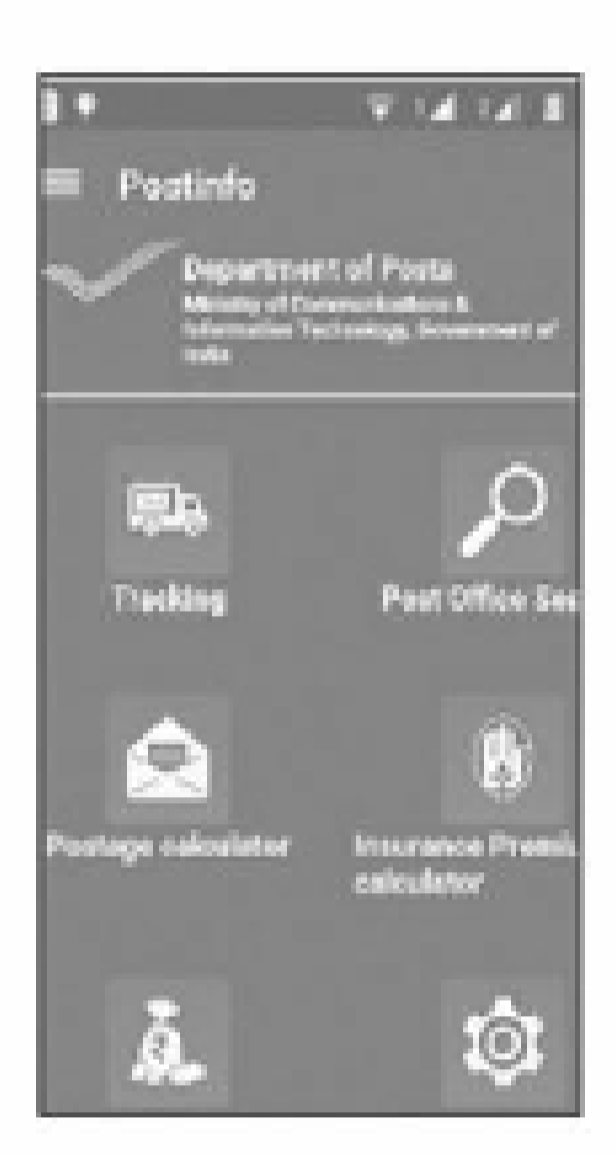 Postinfo
Department of Posts
Ministry of Communications &
Information Technology, Government of
India
Tracking
Post Office Sea
Postage calculator
Insurance Premiu
calculator